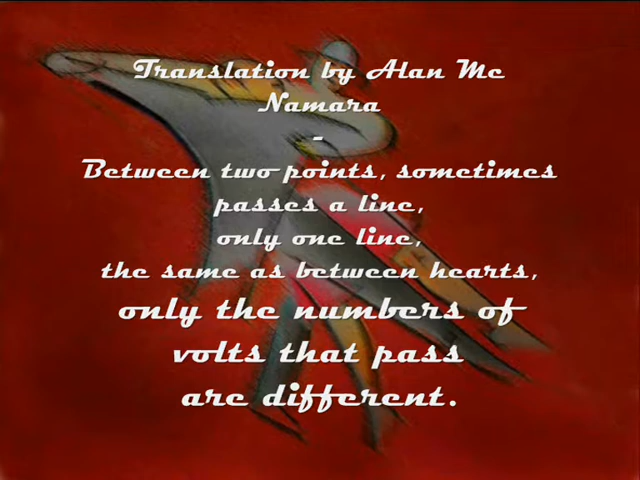 Translation by Alan Mc
Namara
-
Between two points, sometimes
passes a line,
only one line,
the same as between hearts,
only the numbers of
volts that pass
are different.